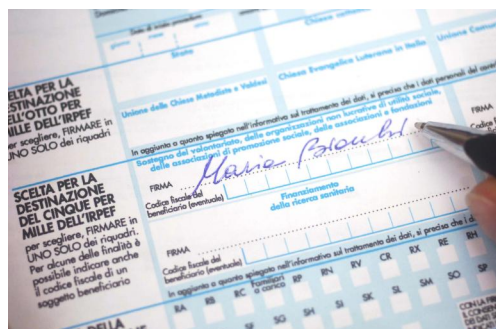 Stato
Chiesa cattolica
Unione delle Chiese Metodiste e Valdesi
Chiesa Evangelica Luterana in Italia
Unione Comu
SCELTA PER LA
DESTINAZIONE
DELL'OTTO PER
MILLE DELL'IRPEF
per scegliere, FIRMARE in
UNO SOLO dei riquadri
In aggiunta a quanto spiegato nell'informativa sul trattamento dei dati, si precisa che i dati personali del
Sostegno del volontariato, delle organizzazioni non lucrative di utilità sociale,
delle associazioni di promozione sociale, delle associazioni e fondazioni
FIRMA
Maria Bianchi
Codice fiscale del
beneficiario (eventuale)
FIRMA
SCELTA PER LA
DESTINAZIONE
DEL CINQUE PER
MILLE DELL'IRPEF
per scegliere, FIRMARE in
UNO SOLO dei riquadri.
Per alcune delle finalità è
possibile indicare anche
il codice fiscale di un
soggetto beneficiario
Finanziamento
della ricerca sanitaria
FIRMA
Codice fiscale del
beneficiario (eventuale)
In aggiunta a quanto spiegato nell'informativa sul trattamento dei dati, si precisa che i d
Familiari
a carico
RA RB RC RP RN RV CR RX RE RH
SG SH SI SK SL SM SO SP
DELLA